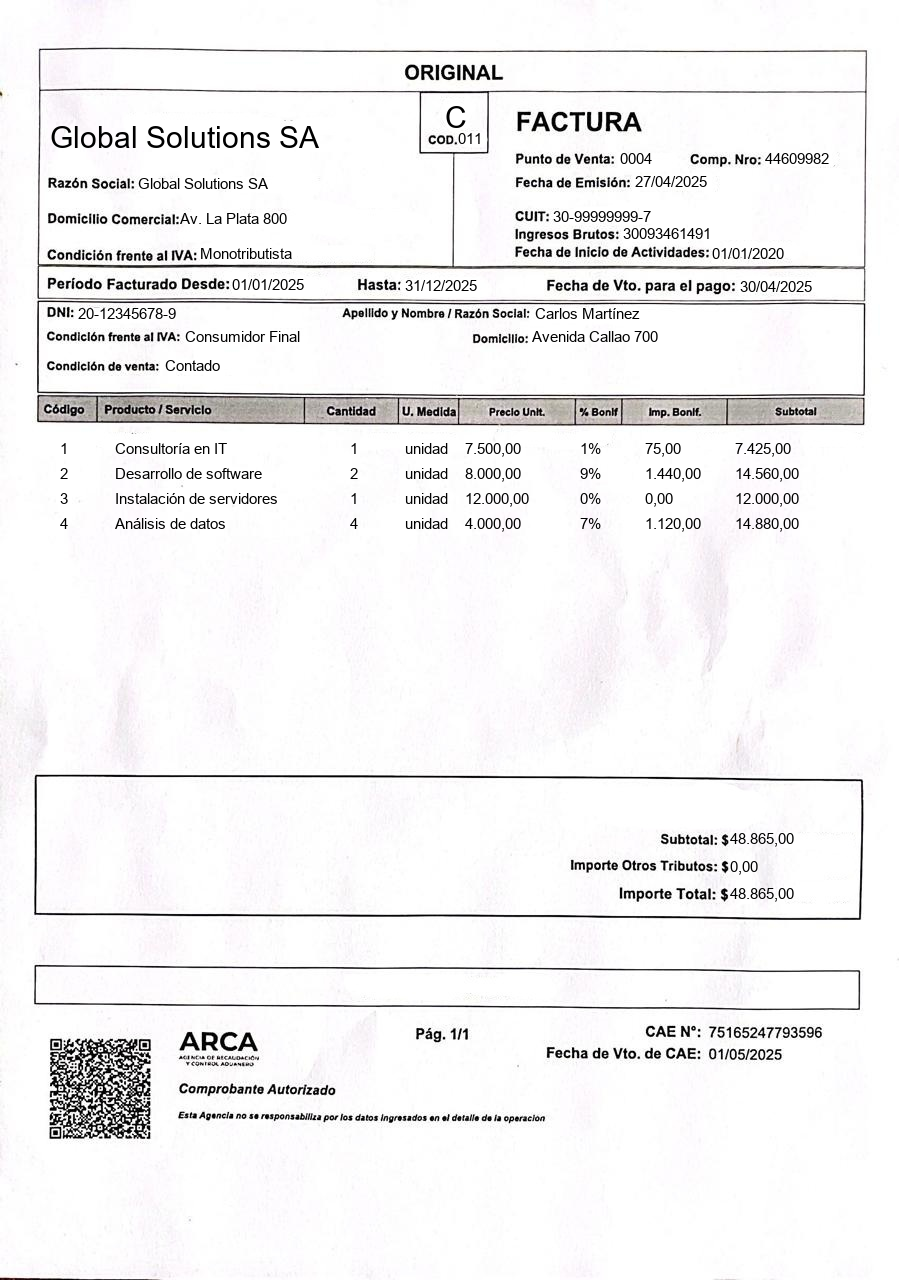 ORIGINAL
Global Solutions SA
C
COD.011
FACTURA
Punto de Venta: 0004 Comp. Nro: 44609982
Razón Social: Global Solutions SA
Fecha de Emisión: 27/04/2025
Domicilio Comercial:Av. La Plata 800
CUIT: 30-99999999-7
Ingresos Brutos: 30093461491
Condición frente al IVA: Monotributista
Fecha de Inicio de Actividades: 01/01/2020
Período Facturado Desde: 01/01/2025 Hasta: 31/12/2025 Fecha de Vto. para el pago: 30/04/2025
DNI: 20-12345678-9 Apellido y Nombre / Razón Social: Carlos Martínez
Condición frente al IVA: Consumidor Final Domicilio: Avenida Callao 700
Condición de venta: Contado
Código Producto / Servicio Cantidad U. Medida Precio Unit. % Bonif Imp. Bonif. Subtotal
1 Consultoría en IT 1 unidad 7.500,00 1% 75,00 7.425,00
2 Desarrollo de software 2 unidad 8.000,00 9% 1.440,00 14.560,00
3 Instalación de servidores 1 unidad 12.000,00 0% 0,00 12.000,00
4 Análisis de datos 4 unidad 4.000,00 7% 1.120,00 14.880,00
Subtotal: $48.865,00
Importe Otros Tributos: $0,00
Importe Total: $48.865,00
ARCA
AGENCIA DE RECAUDACIÓN
Y CONTROL ADUANERO
Pág. 1/1
CAE N°: 75165247793596
Fecha de Vto. de CAE: 01/05/2025
Comprobante Autorizado
Esta Agencia no se responsabiliza por los datos ingresados en el detalle de la operacion